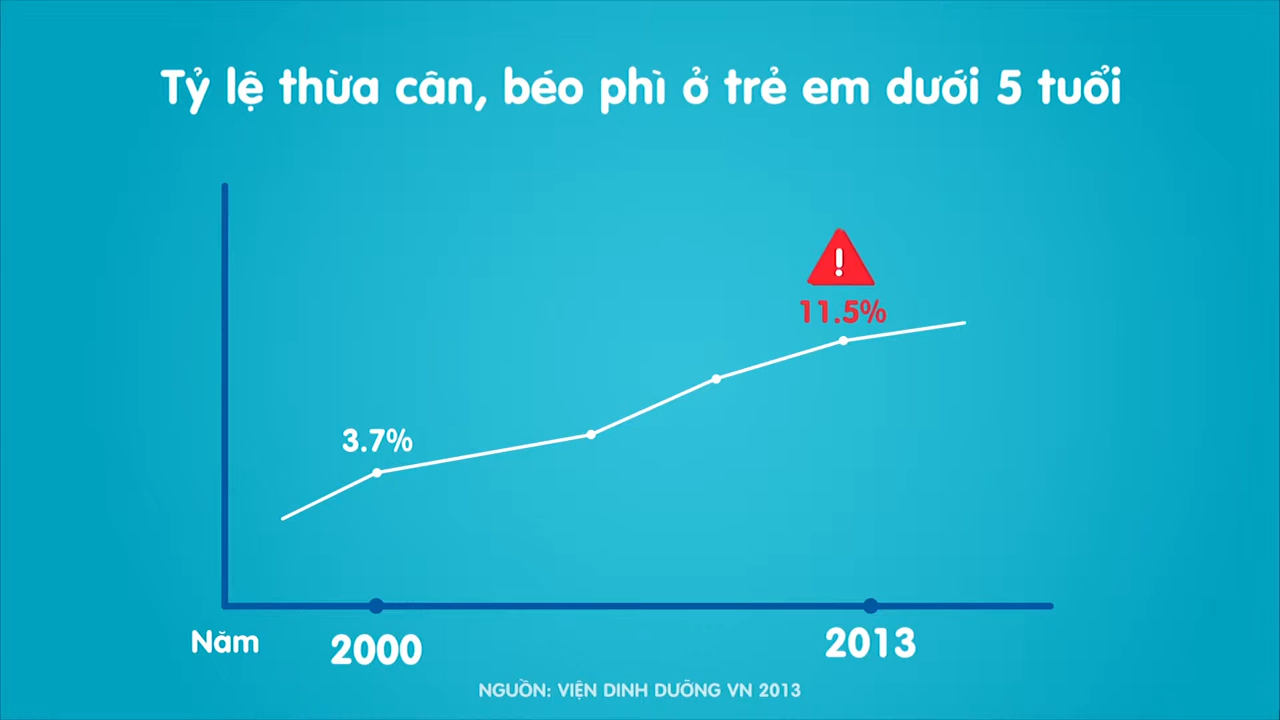 Tỷ lệ thừa cân, béo phì ở trẻ em dưới 5 tuổi
!
11.5%
3.7%
Năm
2000
2013
NGUỒN: VIỆN DINH DƯỠNG VN 2013